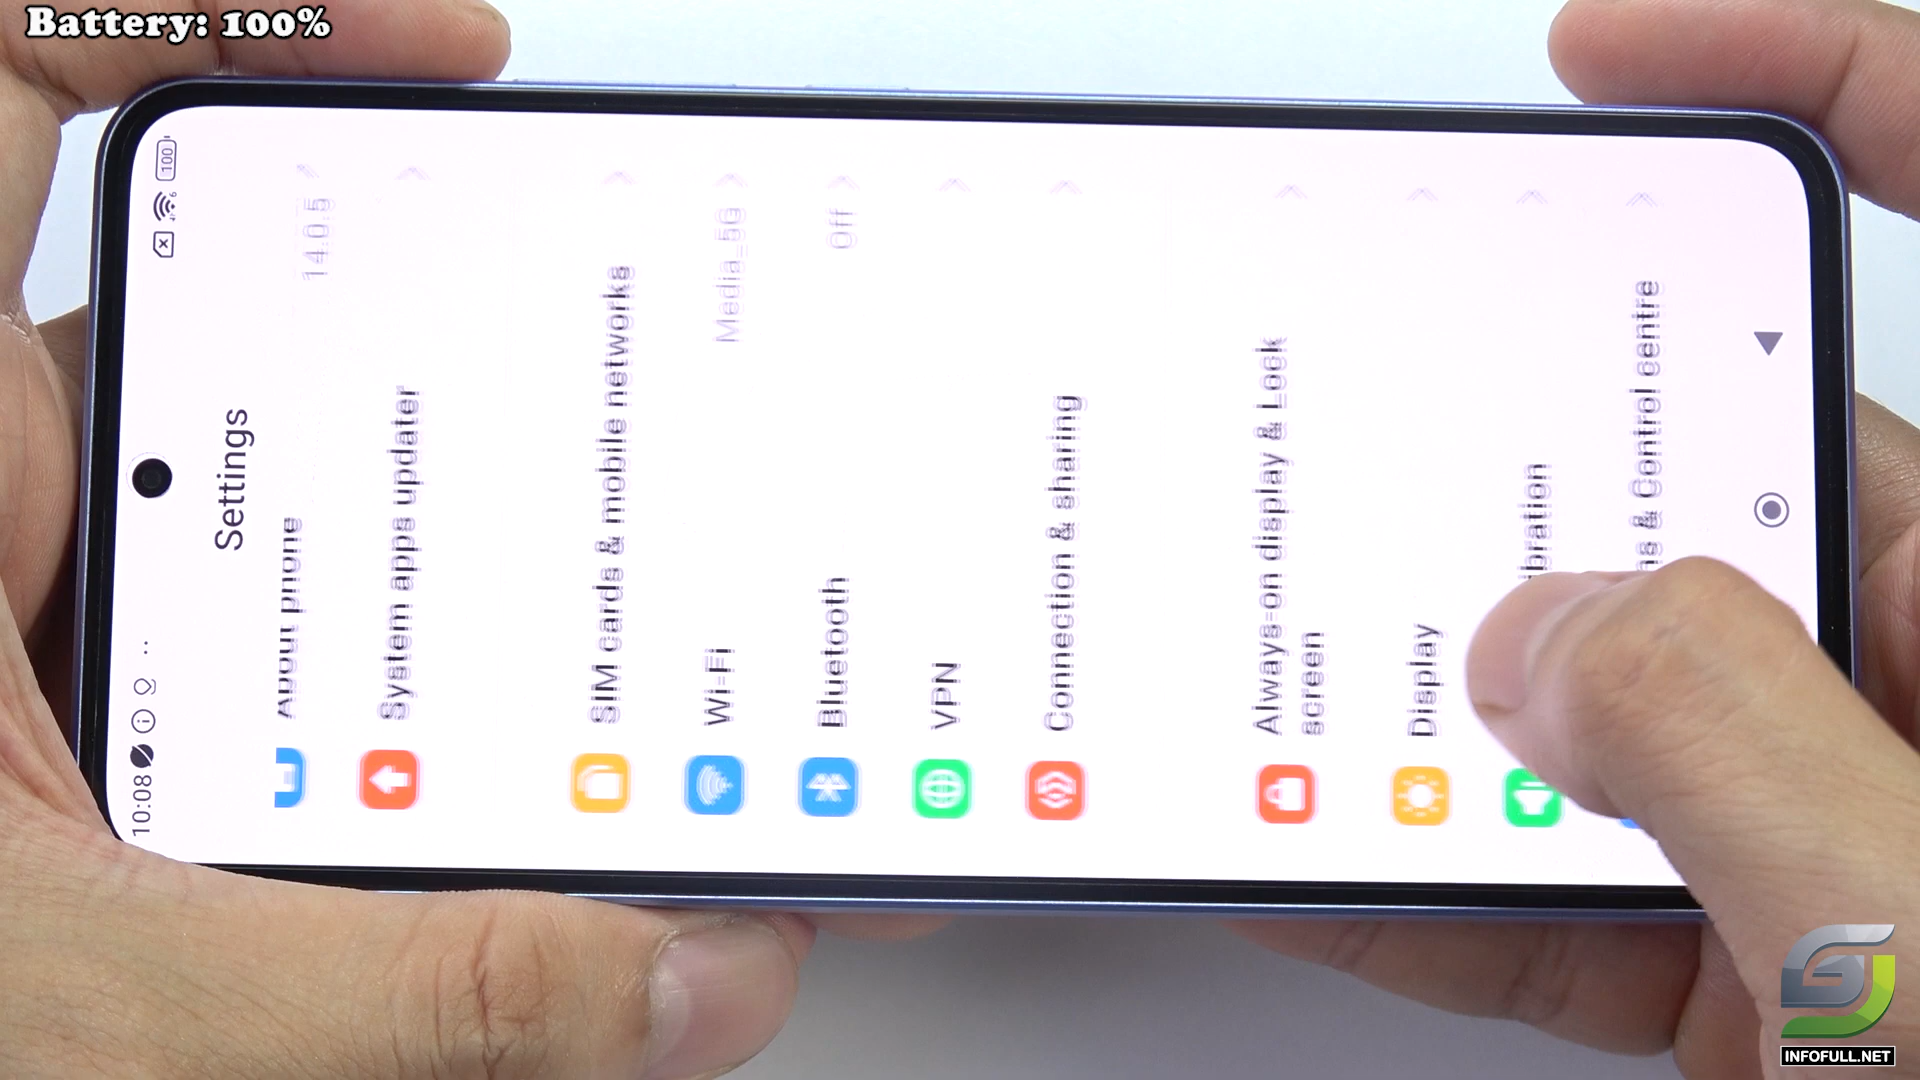 Battery: 100%
10:08
100
Settings
About phone
14.0.5
System apps updater
SIM cards & mobile networks
Wi-Fi
Media_5G
Bluetooth
Off
VPN
Connection & sharing
Always-on display & Lock
screen
Display
& Control centre
INFOFULL.NET